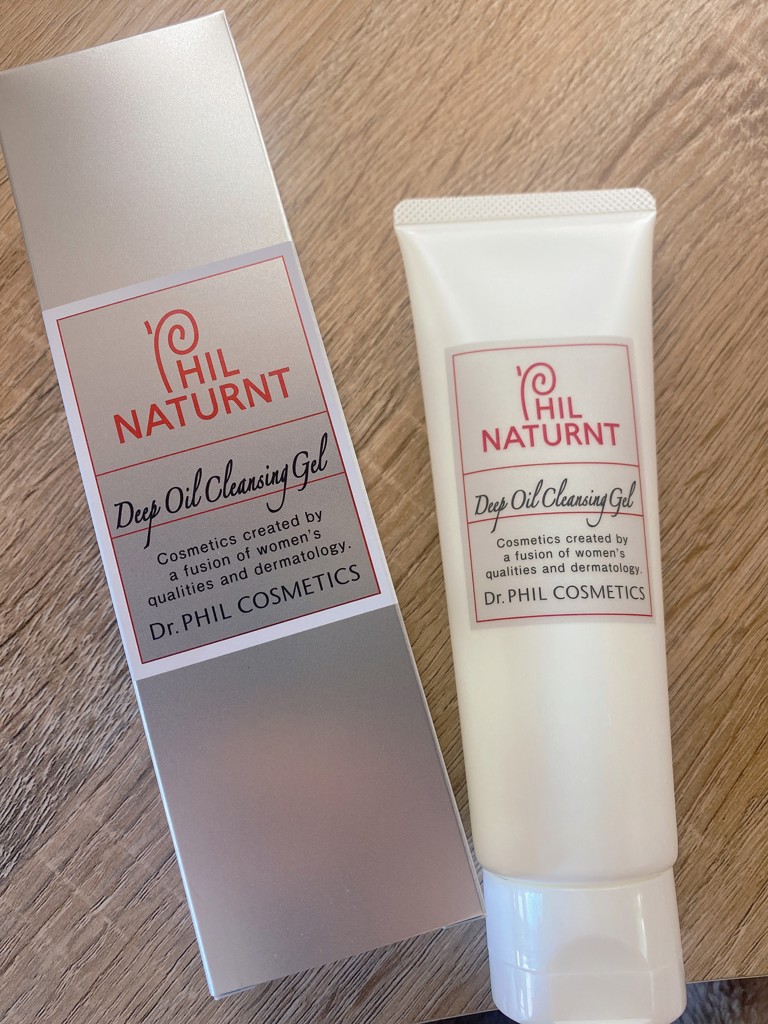 PHIL
NATURNT
Deep Oil Cleansing Gel
Cosmetics created by
a fusion of women's
qualities and dermatology.
Dr. PHIL COSMETICS
PHIL
NATURNT
Deep Oil Cleansing Gel
Cosmetics created by
a fusion of women's
qualities and dermatology.
Dr. PHIL COSMETICS